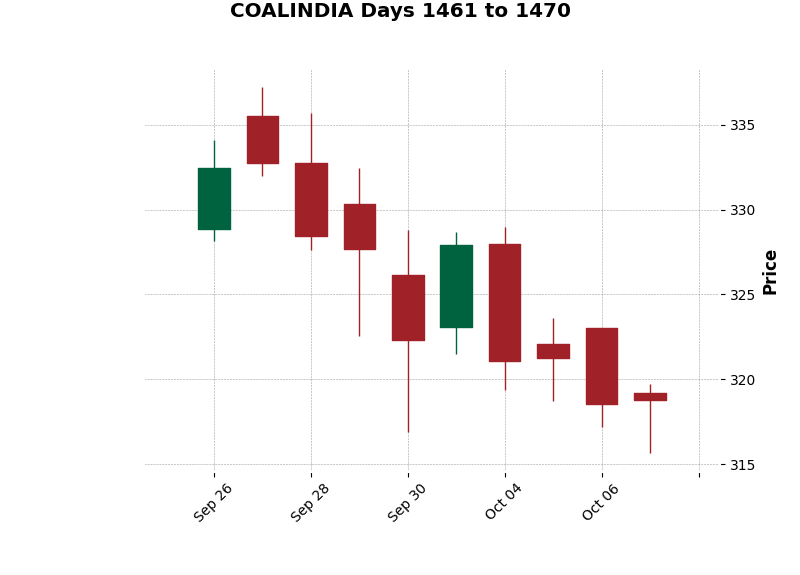 COALINDIA Days 1461 to 1470
335
330
325
320
315
Price
Sep 26
Sep 28
Sep 30
Oct 04
Oct 06